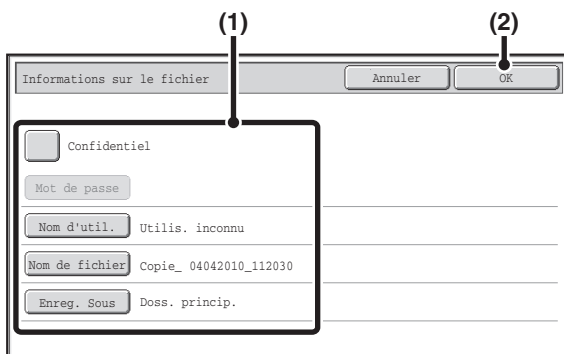 (1) (2)
Informations sur le fichier Annuler OK
Confidentiel
Mot de passe
Nom d'util. Utilis. inconnu
Nom de fichier Copie_ 04042010_112030
Enreg. Sous Doss. princip.